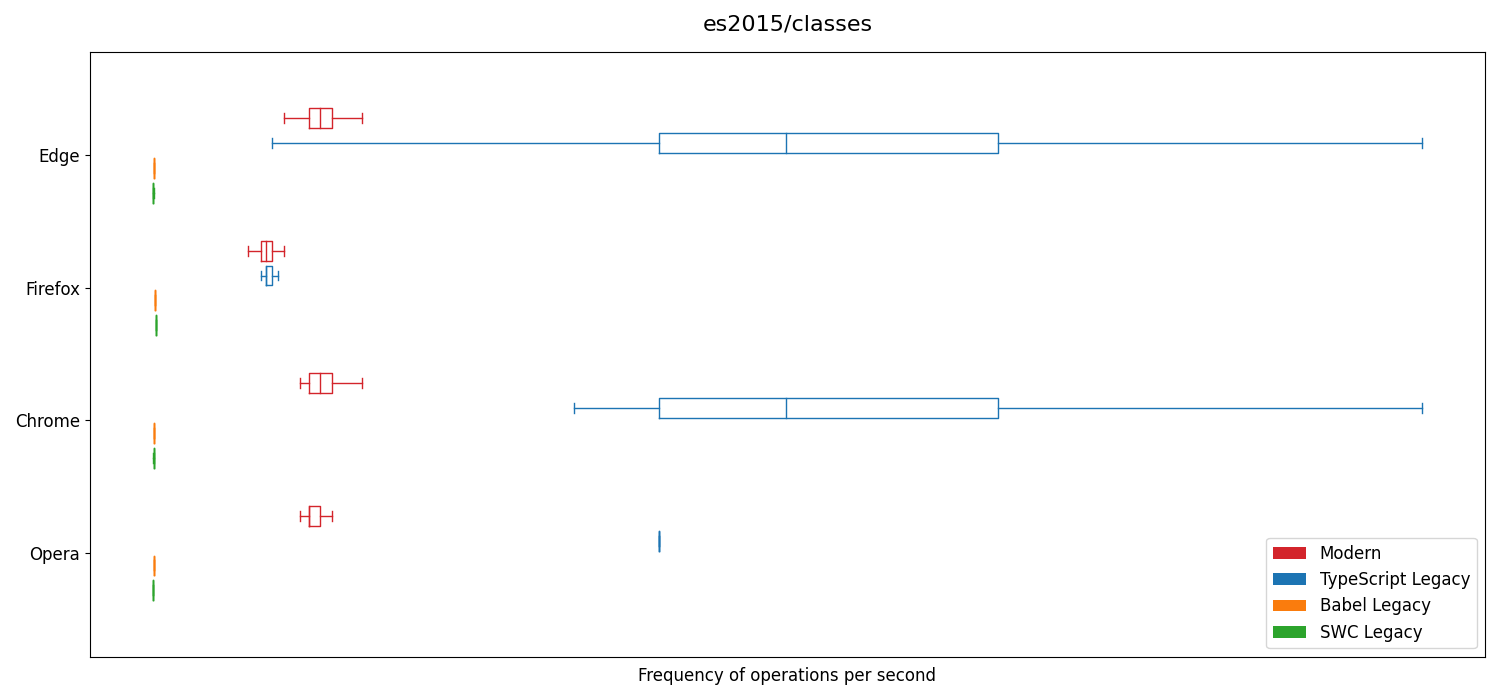 es2015/classes
Edge
Firefox
Chrome
Opera
Modern
TypeScript Legacy
Babel Legacy
SWC Legacy
Frequency of operations per second